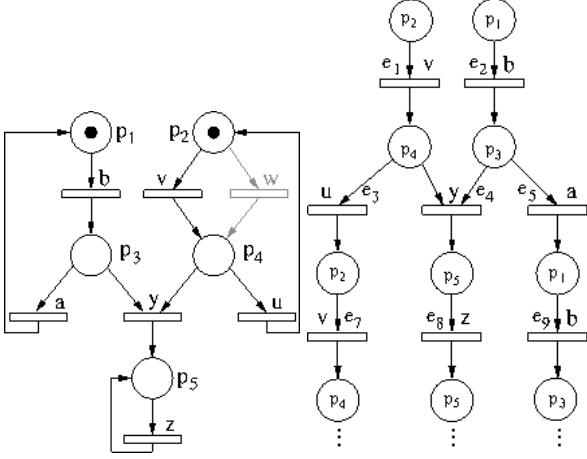 p2 p1
e1 v e2 b
p1 p2
p4 p3
b v w
u e3 y e4 e5 a
p3 p4
p2 p5 p1
a y u
v e7 e8 z e9 b
p5
p4 p5 p3
z